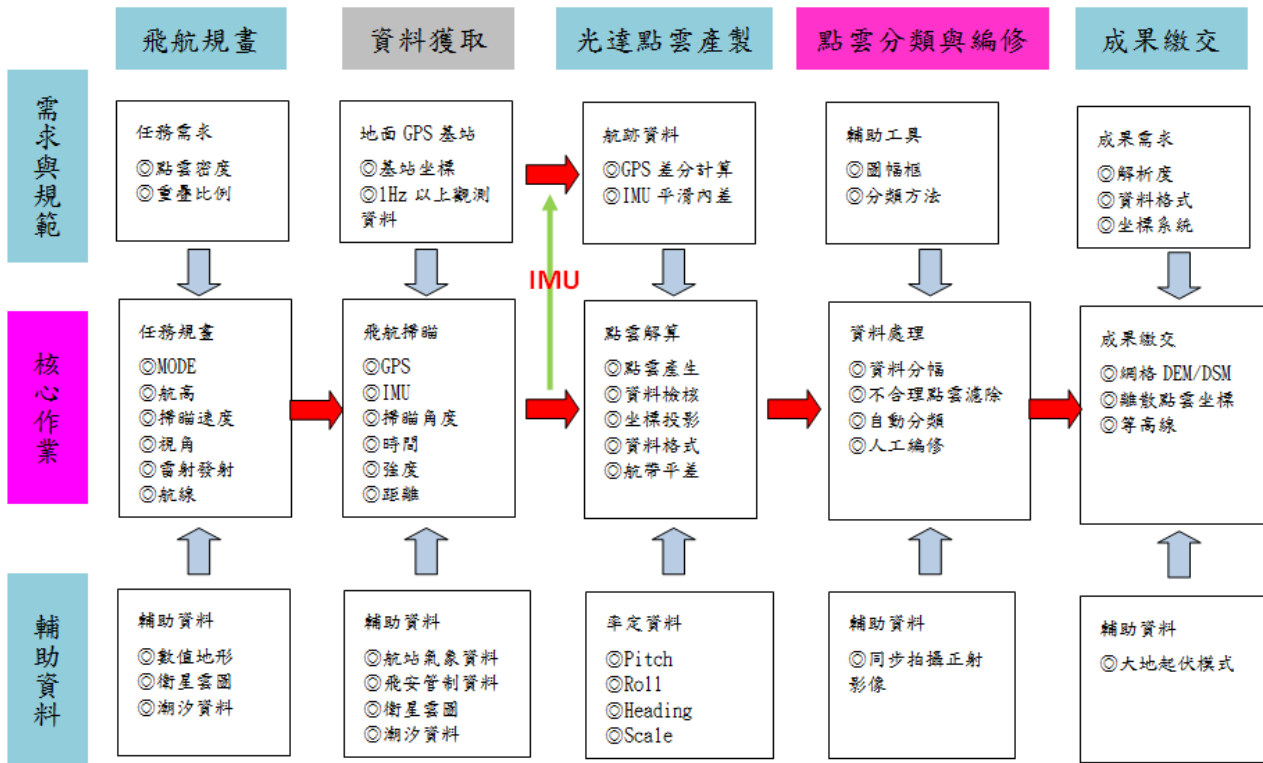 飛航規畫
資料獲取
光達點雲產製
點雲分類與編修
成果繳交
需求與規範
任務需求
◎點雲密度
◎重疊比例
地面 GPS 基站
◎基站坐標
◎1Hz 以上觀測
資料
航跡資料
◎GPS 差分計算
◎IMU 平滑內差
輔助工具
◎圖幅框
◎分類方法
成果需求
◎解析度
◎資料格式
◎坐標系統
IMU
核心作業
任務規畫
◎MODE
◎航高
◎掃瞄速度
◎視角
◎雷射發射
◎航線
飛航掃瞄
◎GPS
◎IMU
◎掃瞄角度
◎時間
◎強度
◎距離
點雲解算
◎點雲產生
◎資料檢核
◎坐標投影
◎資料格式
◎航帶平差
資料處理
◎資料分幅
◎不合理點雲濾除
◎自動分類
◎人工編修
成果繳交
◎網格 DEM/DSM
◎離散點雲坐標
◎等高線
輔助資料
輔助資料
◎數值地形
◎衛星雲圖
◎潮汐資料
輔助資料
◎航站氣象資料
◎飛安管制資料
◎衛星雲圖
◎潮汐資料
率定資料
◎Pitch
◎Roll
◎Heading
◎Scale
輔助資料
◎同步拍攝正射
影像
輔助資料
◎大地起伏模式